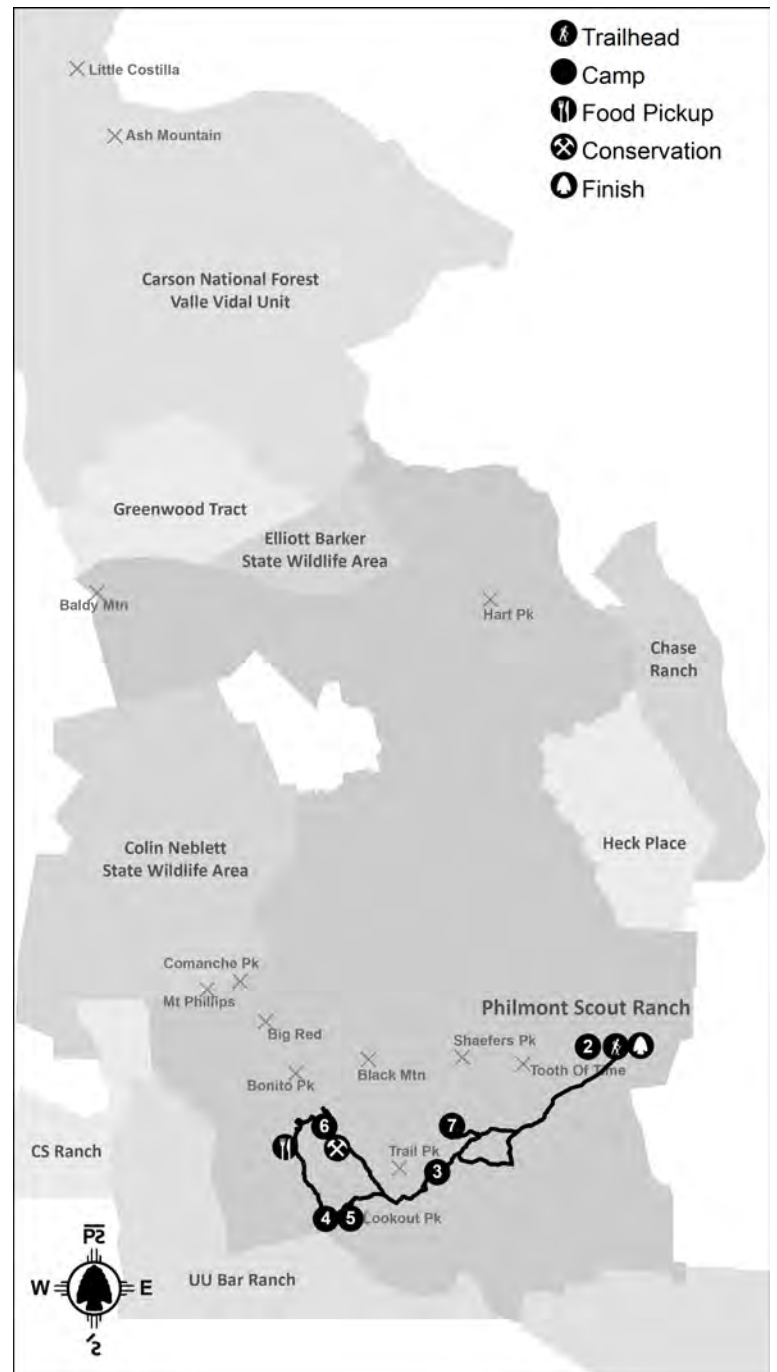 Trailhead
Camp
Food Pickup
Conservation
Finish
Little Costilla
Ash Mountain
Carson National Forest
Valle Vidal Unit
Greenwood Tract
Elliott Barker
State Wildlife Area
Baldy Mtn
Hart Pk
Chase
Ranch
Colin Neblett
State Wildlife Area
Heck Place
Comanche Pk
Mt Phillips
Big Red
Philmont Scout Ranch
Shaefers Pk
Black Mtn
Tooth Of Time
Bonito Pk
2
7
6
CS Ranch
Trail Pk
3
4
5
Lookout Pk
UU Bar Ranch
W
E